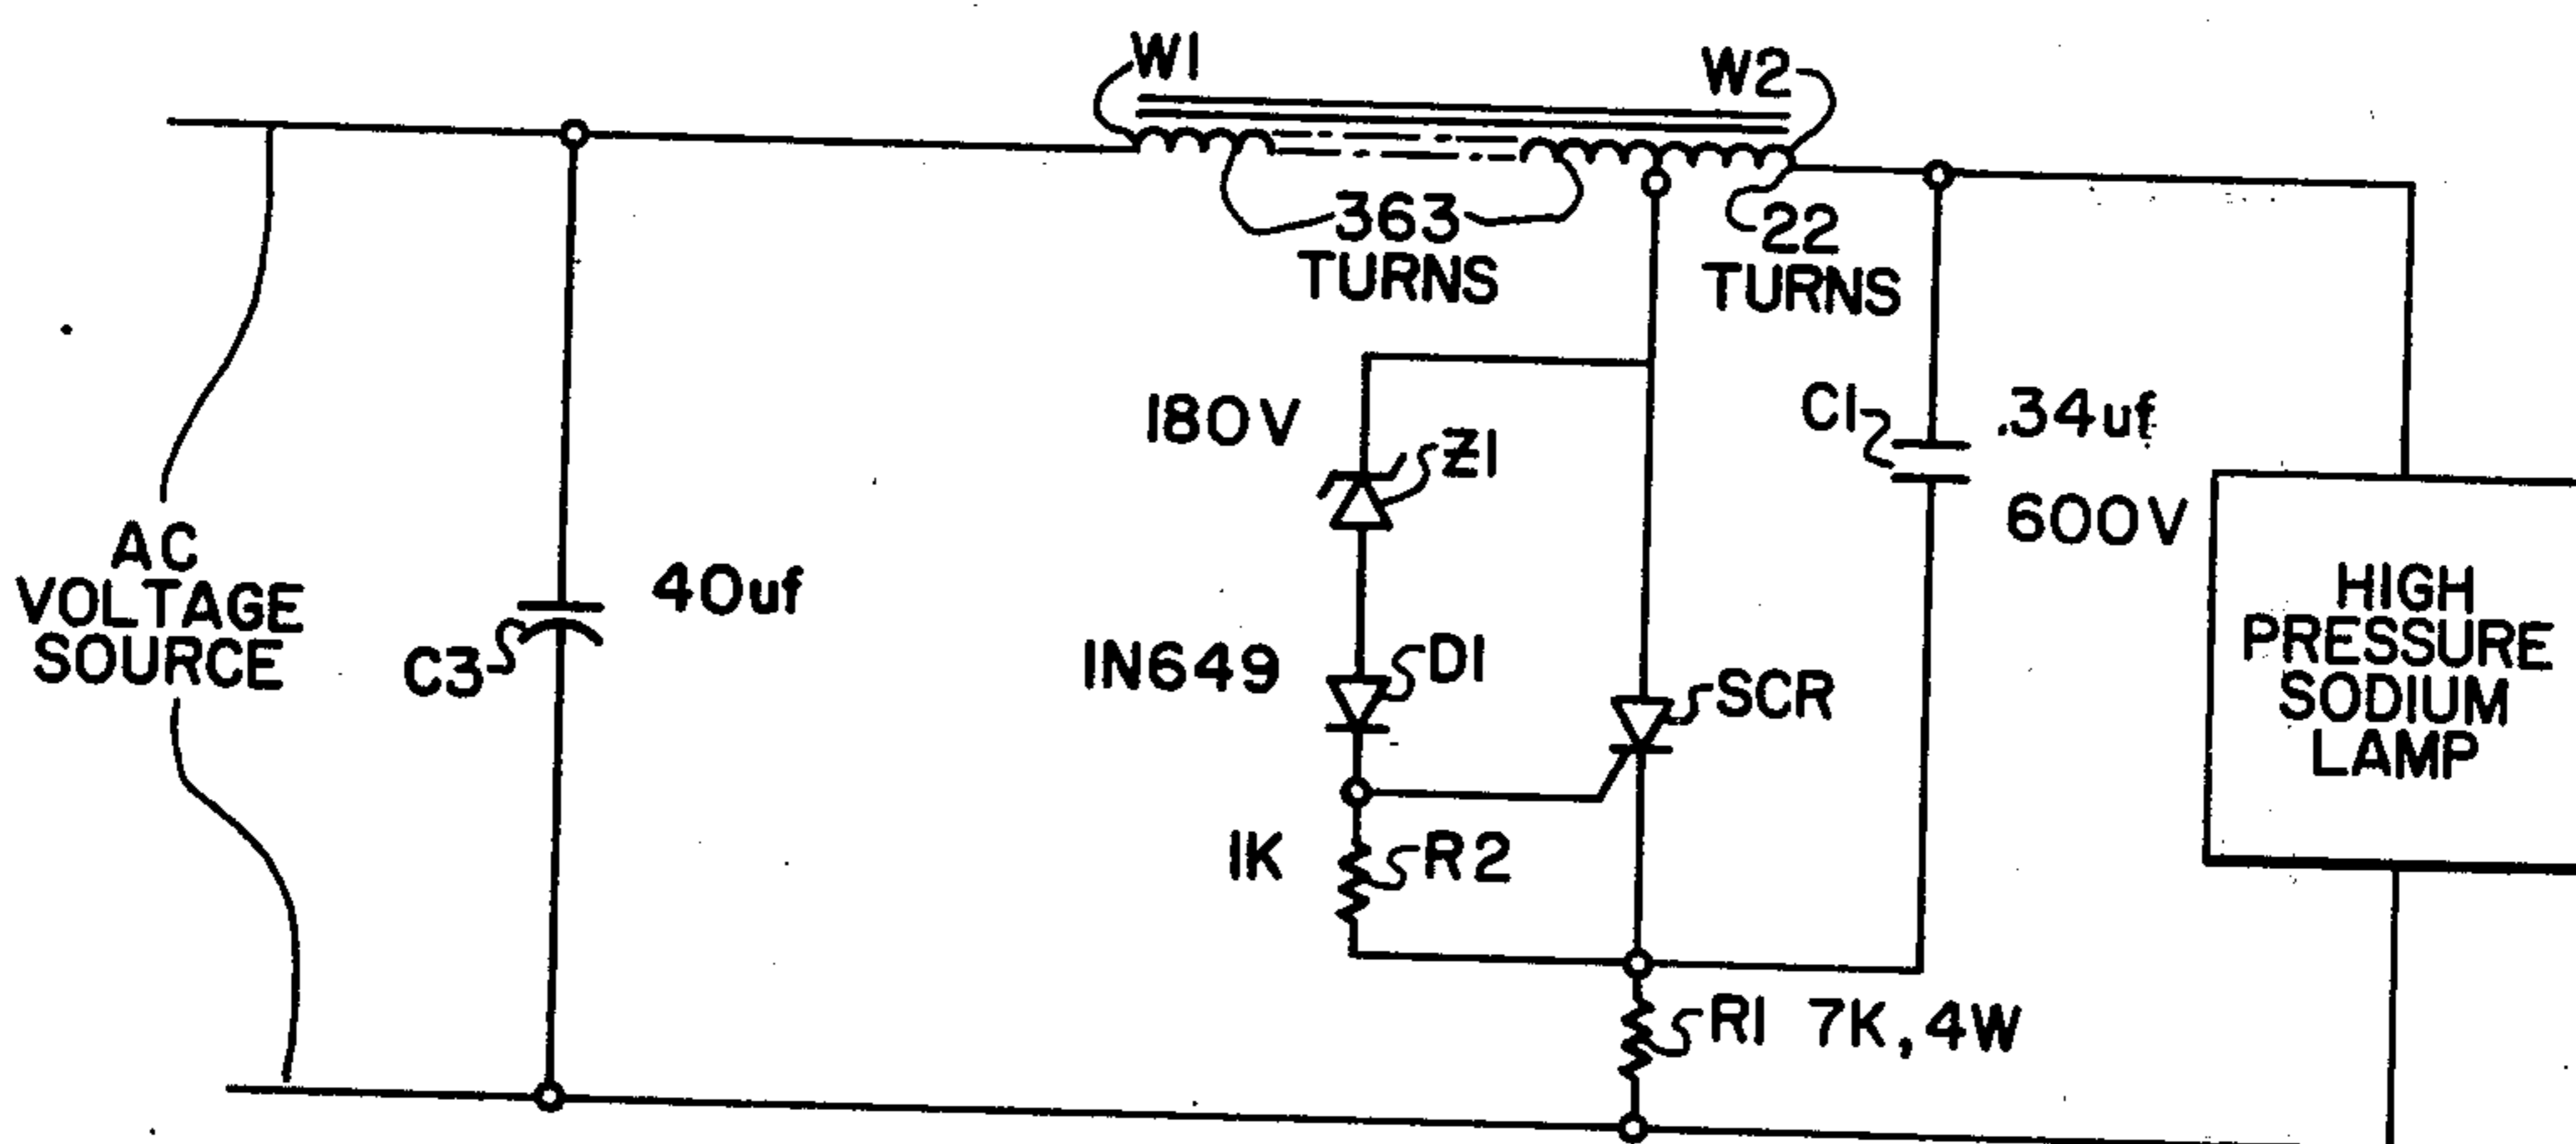 W1
W2
363
TURNS
22
TURNS
180V
Z1
C1
.34uf
600V
AC
VOLTAGE
SOURCE
C3
40uf
1N649
D1
SCR
HIGH
PRESSURE
SODIUM
LAMP
1K
R2
R1 7K, 4W